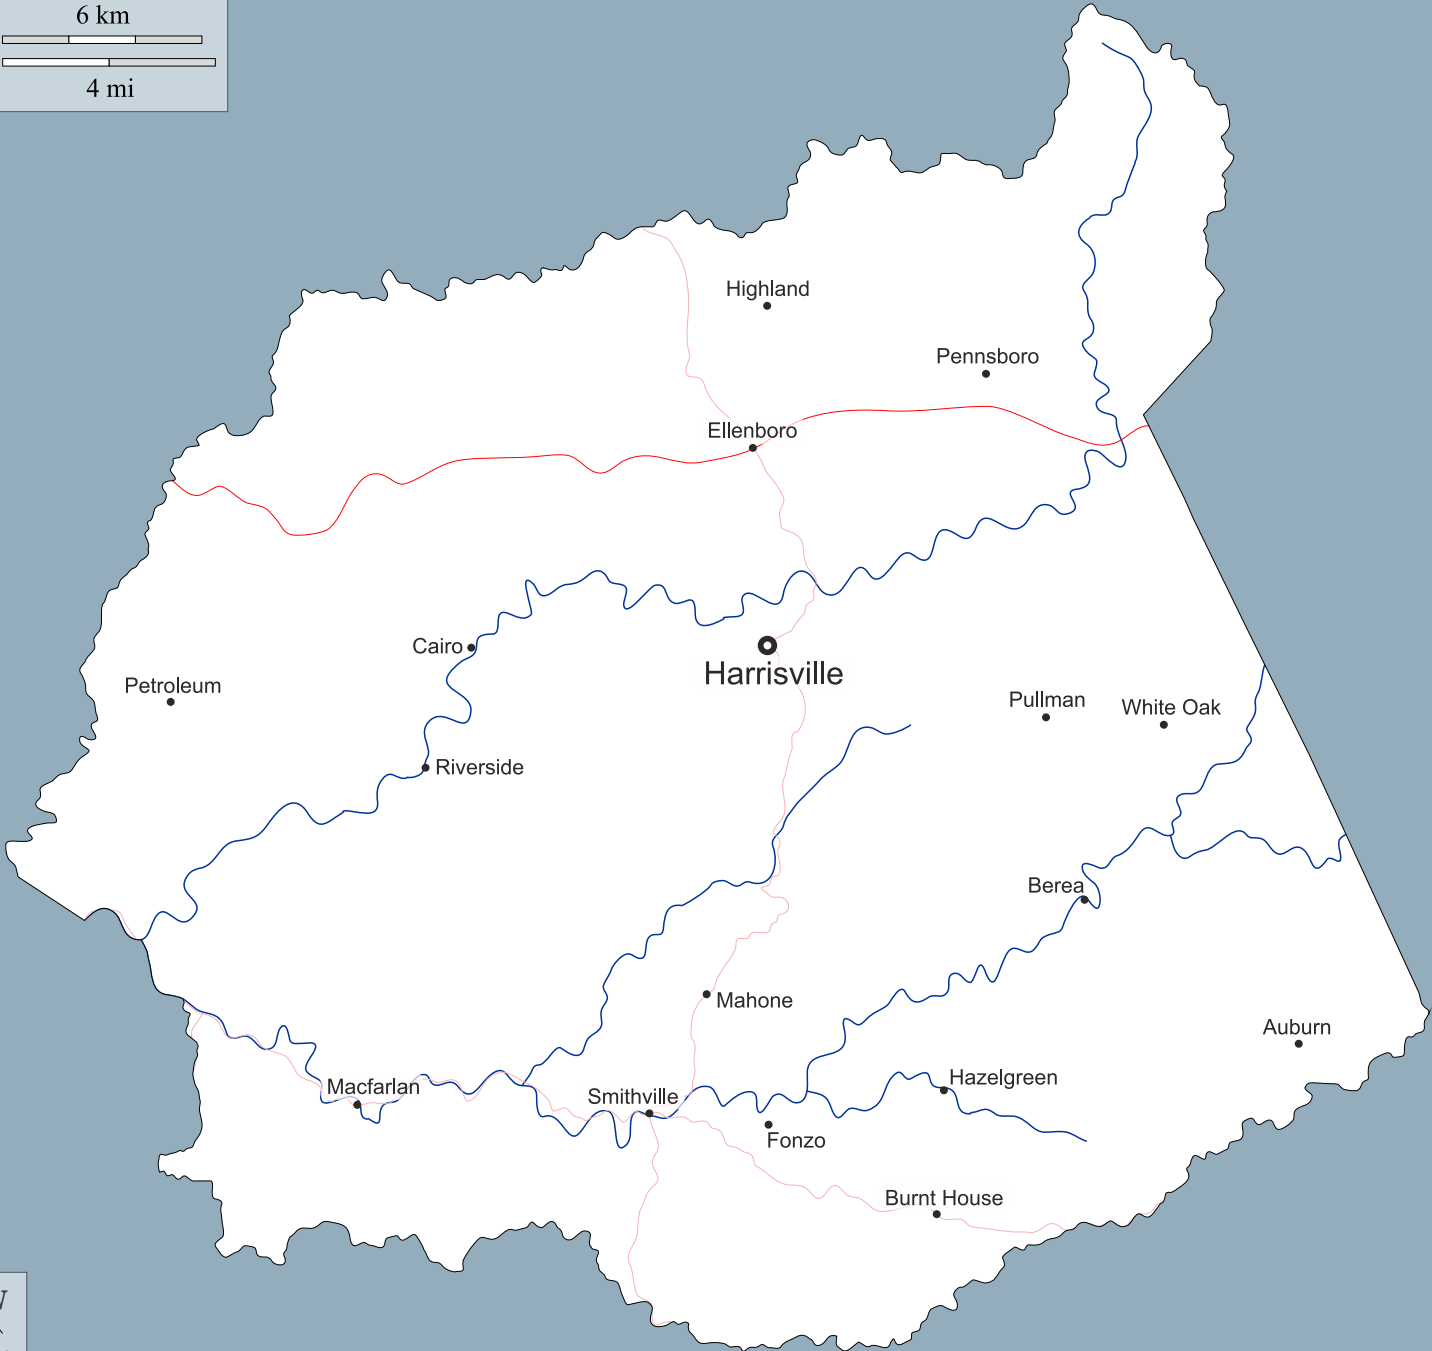 6 km
4 mi
Highland
Pennsboro
Ellenboro
Cairo
Harrisville
Petroleum
Pullman
White Oak
Riverside
Berea
Mahone
Auburn
Hazelgreen
Macfarlan
Smithville
Fonzo
Burnt House